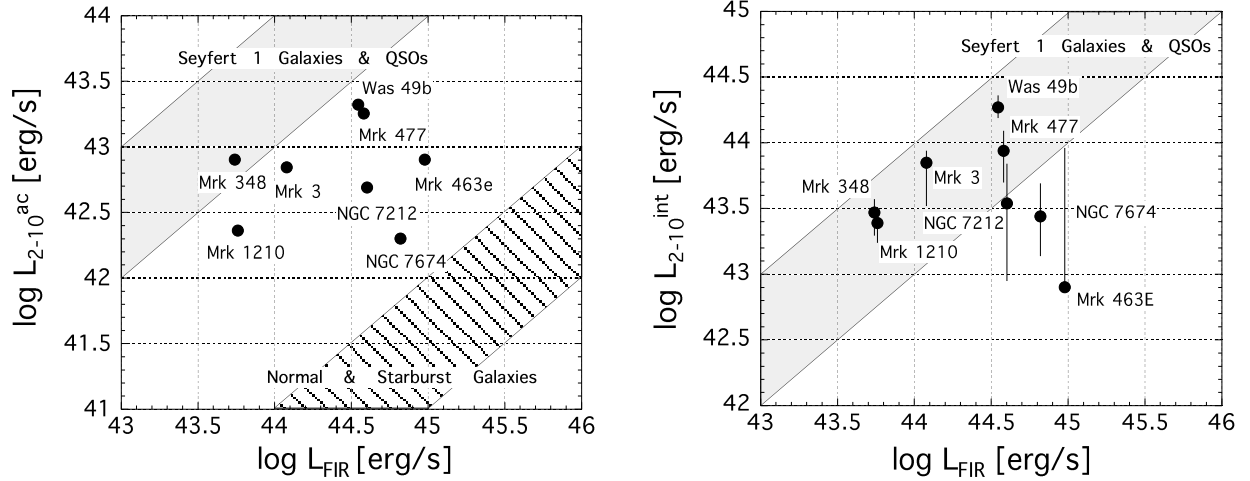 44
43.5
43
42.5
42
41.5
41
43
43.5
44
44.5
45
45.5
46
log L2-10^ac [erg/s]
log LFIR [erg/s]
Seyfert 1 Galaxies & QSOs
Was 49b
Mrk 477
Mrk 348
Mrk 3
Mrk 463e
NGC 7212
Mrk 1210
NGC 7674
Normal & Starburst Galaxies
45
44.5
44
43.5
43
42.5
42
43
43.5
44
44.5
45
45.5
46
log L2-10^int [erg/s]
log LFIR [erg/s]
Seyfert 1 Galaxies & QSOs
Was 49b
Mrk 477
Mrk 3
Mrk 348
NGC 7212
NGC 7674
Mrk 1210
Mrk 463E